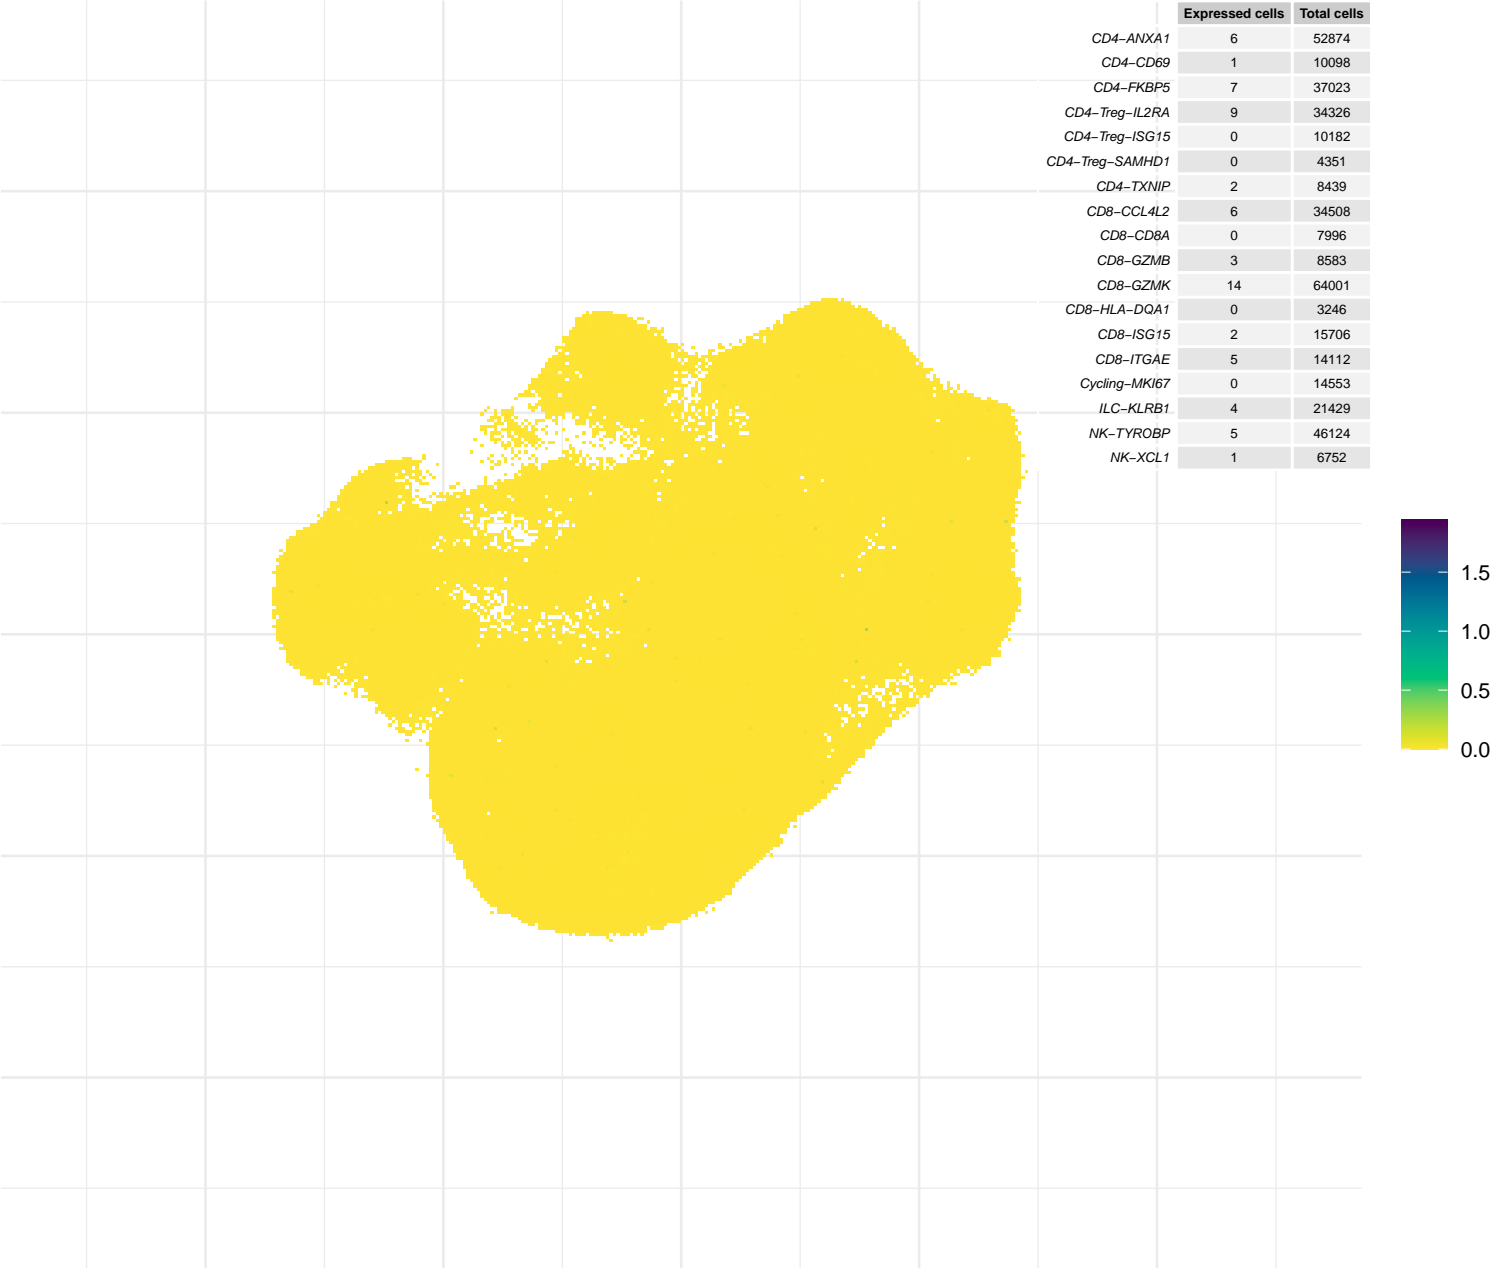 Expressed cells Total cells
CD4−ANXA1 6 52874
CD4−CD69 1 10098
CD4−FKBP5 7 37023
CD4−Treg−IL2RA 9 34326
CD4−Treg−ISG15 0 10182
CD4−Treg−SAMHD1 0 4351
CD4−TXNIP 2 8439
CD8−CCL4L2 6 34508
CD8−CD8A 0 7996
CD8−GZMB 3 8583
CD8−GZMK 14 64001
CD8−HLA−DQA1 0 3246
CD8−ISG15 2 15706
CD8−ITGAE 5 14112
Cycling−MKI67 0 14553
ILC−KLRB1 4 21429
NK−TYROBP 5 46124
NK−XCL1 1 6752
1.5
1.0
0.5
0.0